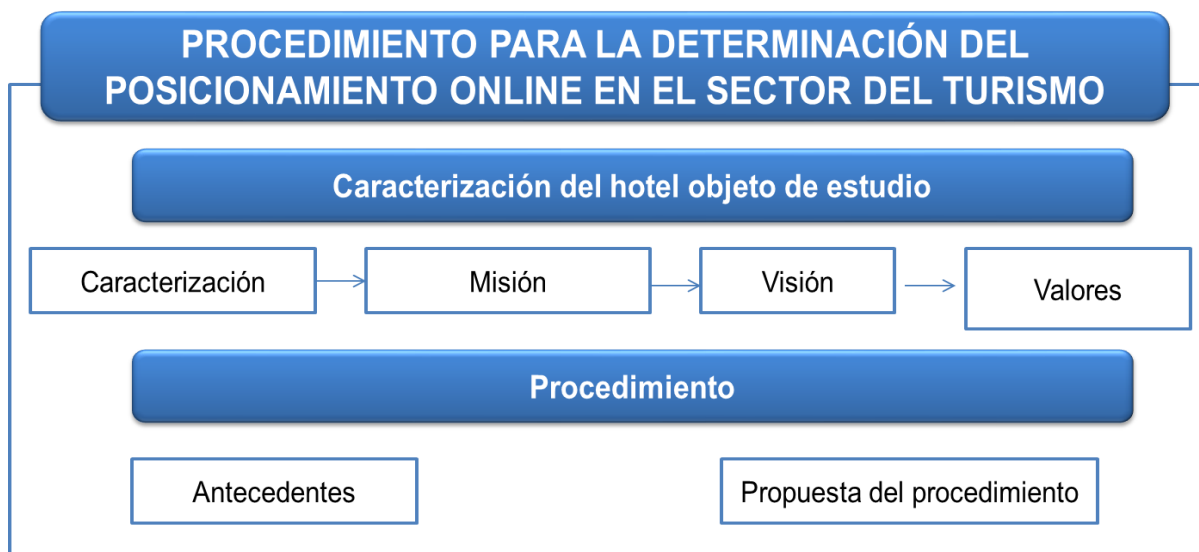 PROCEDIMIENTO PARA LA DETERMINACIÓN DEL
POSICIONAMIENTO ONLINE EN EL SECTOR DEL TURISMO
Caracterización del hotel objeto de estudio
Caracterización
Misión
Visión
Valores
Procedimiento
Antecedentes
Propuesta del procedimiento